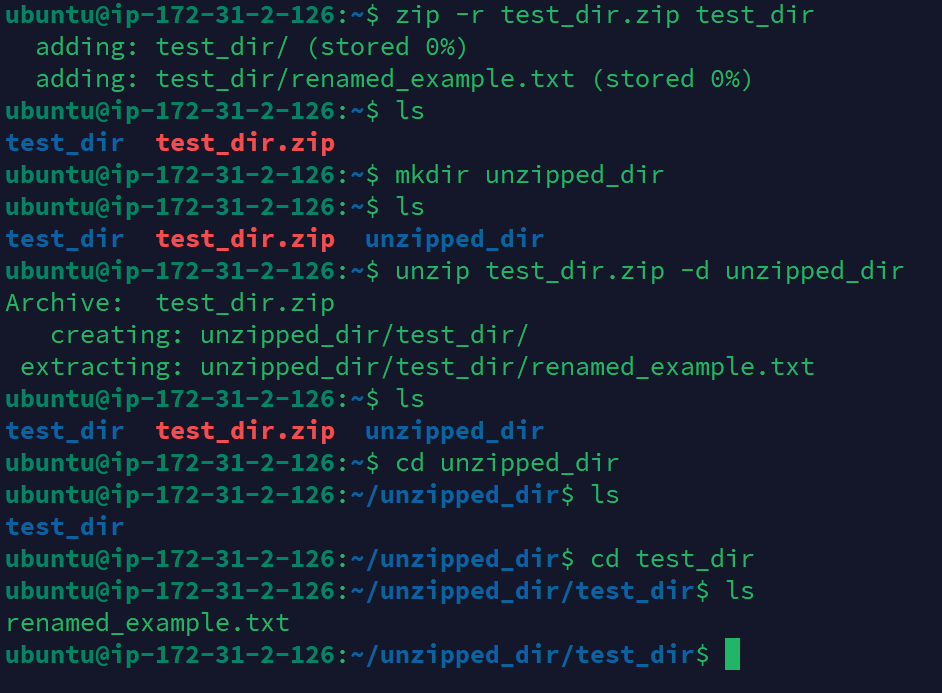 ubuntu@ip-172-31-2-126:~$ zip -r test_dir.zip test_dir
  adding: test_dir/ (stored 0%)
  adding: test_dir/renamed_example.txt (stored 0%)
ubuntu@ip-172-31-2-126:~$ ls
test_dir  test_dir.zip
ubuntu@ip-172-31-2-126:~$ mkdir unzipped_dir
ubuntu@ip-172-31-2-126:~$ ls
test_dir  test_dir.zip  unzipped_dir
ubuntu@ip-172-31-2-126:~$ unzip test_dir.zip -d unzipped_dir
Archive:  test_dir.zip
   creating: unzipped_dir/test_dir/
 extracting: unzipped_dir/test_dir/renamed_example.txt
ubuntu@ip-172-31-2-126:~$ ls
test_dir  test_dir.zip  unzipped_dir
ubuntu@ip-172-31-2-126:~$ cd unzipped_dir
ubuntu@ip-172-31-2-126:~/unzipped_dir$ ls
test_dir
ubuntu@ip-172-31-2-126:~/unzipped_dir$ cd test_dir
ubuntu@ip-172-31-2-126:~/unzipped_dir/test_dir$ ls
renamed_example.txt
ubuntu@ip-172-31-2-126:~/unzipped_dir/test_dir$